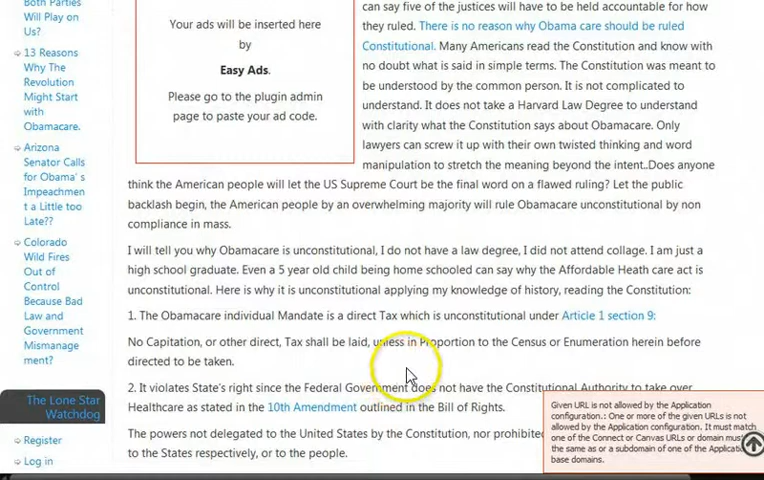 Both Parties
Will Play on
Us?
13 Reasons
Why The
Revolution
Might Start
with
Obamacare.
Arizona
Senator Calls
for Obama' s
Impeachmen
t a Little too
Late??
Colorado
Wild Fires
Out of
Control
Because Bad
Law and
Government
Mismanage
ment?
The Lone Star
Watchdog
Register
Log in
Your ads will be inserted here
by
Easy Ads.
Please go to the plugin admin
page to paste your ad code.
can say five of the justices will have to be held accountable for how
they ruled. There is no reason why Obama care should be ruled
Constitutional. Many Americans read the Constitution and know with
no doubt what is said in simple terms. The Constitution was meant to
be understood by the common person. It is not complicated to
understand. It does not take a Harvard Law Degree to understand
with clarity what the Constitution says about Obamacare. Only
lawyers can screw it up with their own twisted thinking and word
manipulation to stretch the meaning beyond the intent..Does anyone
think the American people will let the US Supreme Court be the final word on a flawed ruling? Let the public
backlash begin, the American people by an overwhelming majority will rule Obamacare unconstitutional by non
compliance in mass.
I will tell you why Obamacare is unconstitutional, I do not have a law degree, I did not attend collage. I am just a
high school graduate. Even a 5 year old child being home schooled can say why the Affordable Heath care act is
unconstitutional. Here is why it is unconstitutional applying my knowledge of history, reading the Constitution:
1. The Obamacare individual Mandate is a direct Tax which is unconstitutional under Article 1 section 9:
No Capitation, or other direct, Tax shall be laid, unless in Proportion to the Census or Enumeration herein before
directed to be taken.
2. It violates State's right since the Federal Government does not have the Constitutional Authority to take over
Healthcare as stated in the 10th Amendment outlined in the Bill of Rights.
The powers not delegated to the United States by the Constitution, nor prohibited
to the States respectively, or to the people.
Given URL is not allowed by the Application
configuration.: One or more of the given URLs is not
allowed by the Application configuration. It must match
one of the Connect or Canvas URLs or domain must
the same as or a subdomain of one of the
base domains.